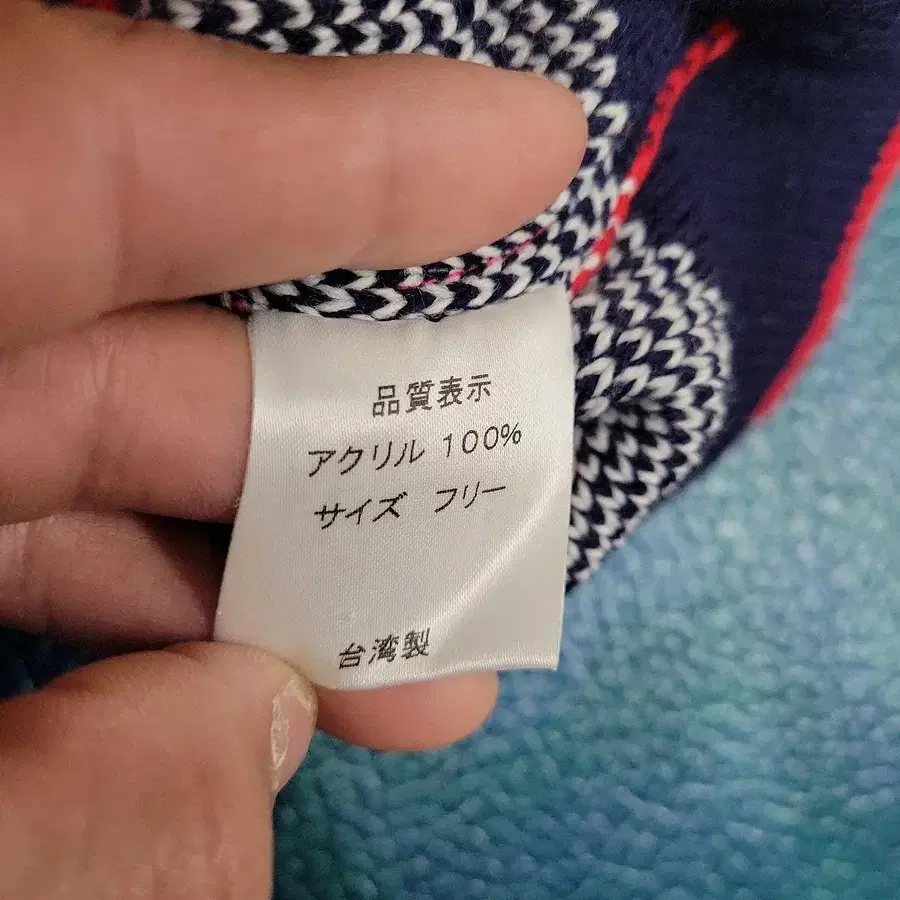 品質表示
アクリル 100%
サイズ フリー
台湾製